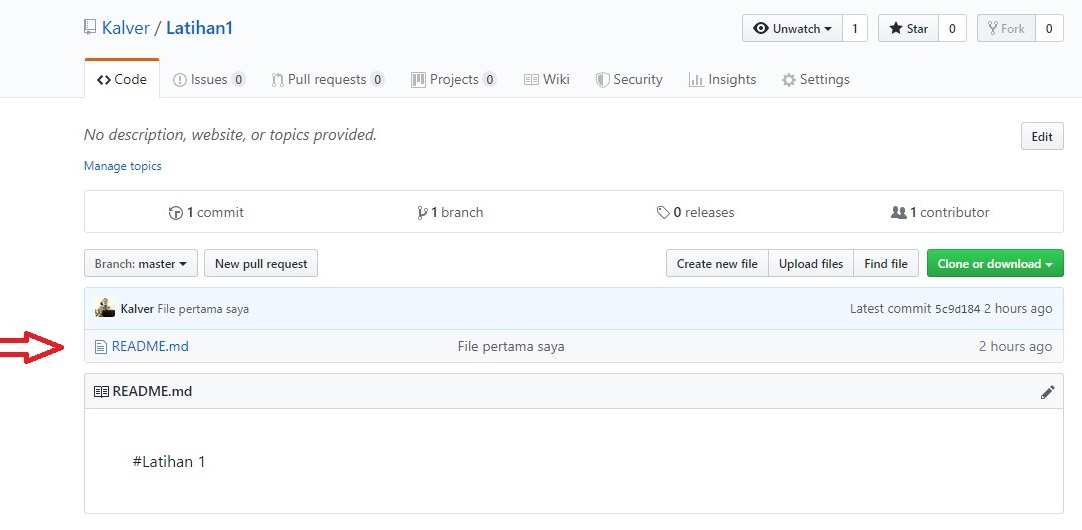 Kalver / Latihan1
Unwatch 1 Star 0 Fork 0
Code Issues 0 Pull requests 0 Projects 0 Wiki Security Insights Settings
No description, website, or topics provided.
Edit
Manage topics
1 commit 1 branch 0 releases 1 contributor
Branch: master New pull request Create new file Upload files Find file Clone or download
Kalver File pertama saya Latest commit 5c9d184 2 hours ago
README.md File pertama saya 2 hours ago
README.md
#Latihan 1